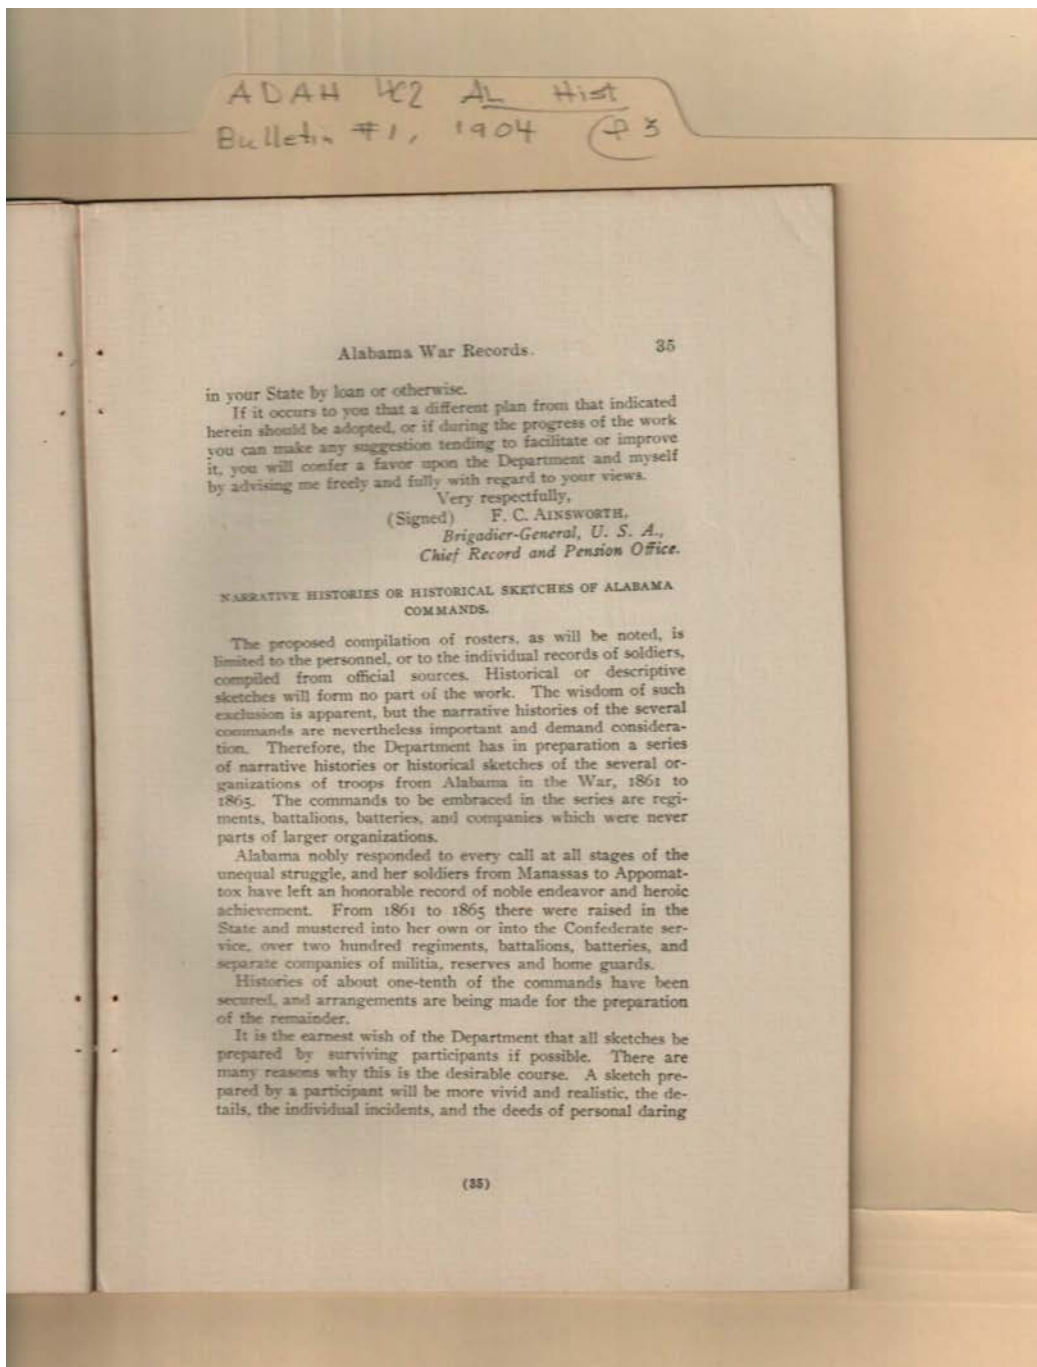 ADAH 4C2 AL Hist
Bulletin #1, 1904 P 3
Alabama War Records. 35
in your State by loan or otherwise.
If it occurs to you that a different plan from that indicated
herein should be adopted, or if during the progress of the work
you can make any suggestion tending to facilitate or improve
it, you will confer a favor upon the Department and myself
by advising me freely and fully with regard to your views.
Very respectfully,
(Signed) F. C. AINSWORTH,
Brigadier-General, U. S. A.,
Chief Record and Pension Office.
NARRATIVE HISTORIES OR HISTORICAL SKETCHES OF ALABAMA
COMMANDS.
The proposed compilation of rosters, as will be noted, is
limited to the personnel, or to the individual records of soldiers,
compiled from official sources. Historical or descriptive
sketches will form no part of the work. The wisdom of such
exclusion is apparent, but the narrative histories of the several
commands are nevertheless important and demand considera-
tion. Therefore, the Department has in preparation a series
of narrative histories or historical sketches of the several or-
ganizations of troops from Alabama in the War, 1861 to
1865. The commands to be embraced in the series are regi-
ments, battalions, batteries, and companies which were never
parts of larger organizations.
Alabama nobly responded to every call at all stages of the
unequal struggle, and her soldiers from Manassas to Appomat-
tox have left an honorable record of noble endeavor and heroic
achievement. From 1861 to 1865 there were raised in the
State and mustered into her own or into the Confederate ser-
vice, over two hundred regiments, battalions, batteries, and
separate companies of militia, reserves and home guards.
Histories of about one-tenth of the commands have been
secured, and arrangements are being made for the preparation
of the remainder.
It is the earnest wish of the Department that all sketches be
prepared by surviving participants if possible. There are
many reasons why this is the desirable course. A sketch pre-
pared by a participant will be more vivid and realistic, the de-
tails, the individual incidents, and the deeds of personal daring
(35)